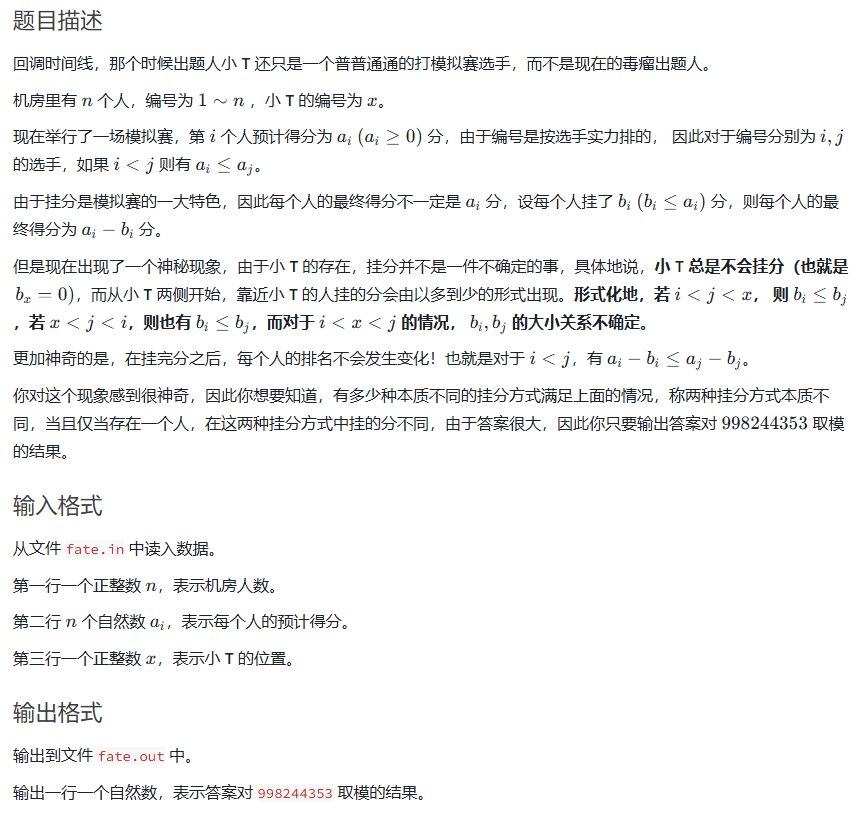 题目描述
回调时间线，那个时候出题人小 T 还只是一个普普通通的打模拟赛选手，而不是现在的毒瘤出题人。
机房里有 n 个人，编号为 1 ∼ n ，小 T 的编号为 x。
现在举行了一场模拟赛，第 i 个人预计得分为 a_i (a_i ≥ 0) 分，由于编号是按选手实力排的， 因此对于编号分别为 i, j
的选手，如果 i < j 则有 a_i ≤ a_j。
由于挂分是模拟赛的一大特色，因此每个人的最终得分不一定是 a_i 分，设每个人挂了 b_i (b_i ≤ a_i) 分，则每个人的最
终得分为 a_i − b_i 分。
但是现在出现了一个神秘现象，由于小 T 的存在，挂分并不是一件不确定的事，具体地说，小 T 总是不会挂分（也就是
b_x = 0），而从小 T 两侧开始，靠近小 T 的人挂的分会由以多到少的形式出现。形式化地，若 i < j < x， 则 b_i ≤ b_j
，若 x < j < i，则也有 b_i ≤ b_j，而对于 i < x < j 的情况， b_i, b_j 的大小关系不确定。
更加神奇的是，在挂完分之后，每个人的排名不会发生变化！也就是对于 i < j，有 a_i − b_i ≤ a_j − b_j。
你对这个现象感到很神奇，因此你想要知道，有多少种本质不同的挂分方式满足上面的情况，称两种挂分方式本质不
同，当且仅当存在一个人，在这两种挂分方式中挂的分不同，由于答案很大，因此你只要输出答案对 998244353 取模
的结果。
输入格式
从文件 fate.in 中读入数据。
第一行一个正整数 n，表示机房人数。
第二行 n 个自然数 a_i，表示每个人的预计得分。
第三行一个正整数 x，表示小 T 的位置。
输出格式
输出到文件 fate.out 中。
输出一行一个自然数，表示答案对 998244353 取模的结果。